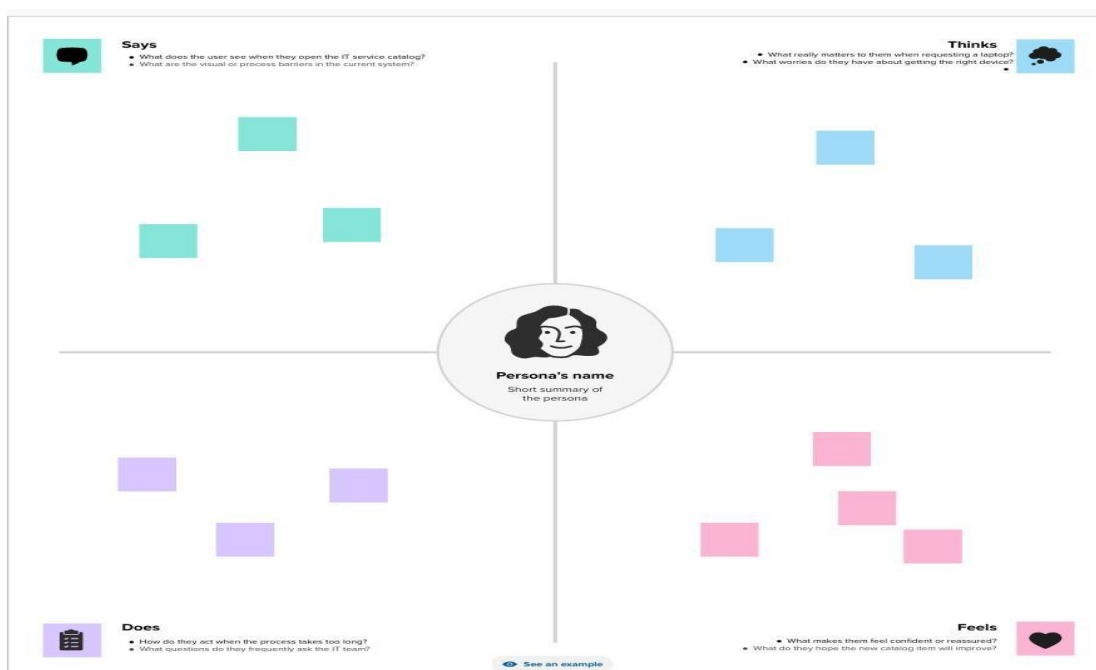 Says
• What does the user see when they open the IT service catalog?
• What are the visual or process barriers in the current system?
Thinks
• What really matters to them when requesting a laptop?
• What worries do they have about getting the right device?
•
Persona's name
Short summary of
the persona
Does
• How do they act when the process takes too long?
• What questions do they frequently ask the IT team?
Feels
• What makes them feel confident or reassured?
• What do they hope the new catalog item will improve?
See an example